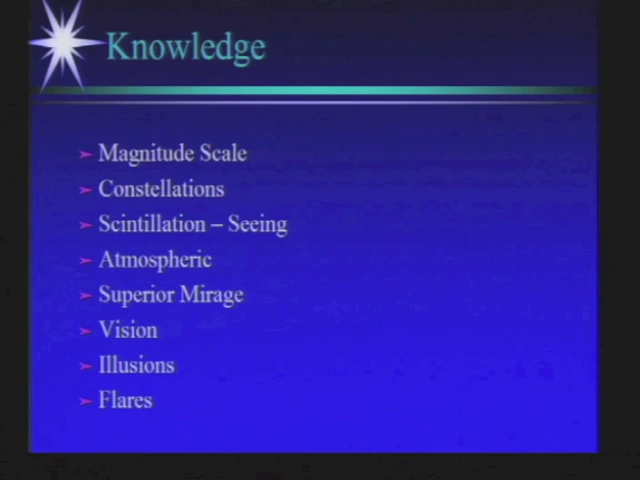 Knowledge
Magnitude Scale
Constellations
Scintillation – Seeing
Atmospheric
Superior Mirage
Vision
Illusions
Flares